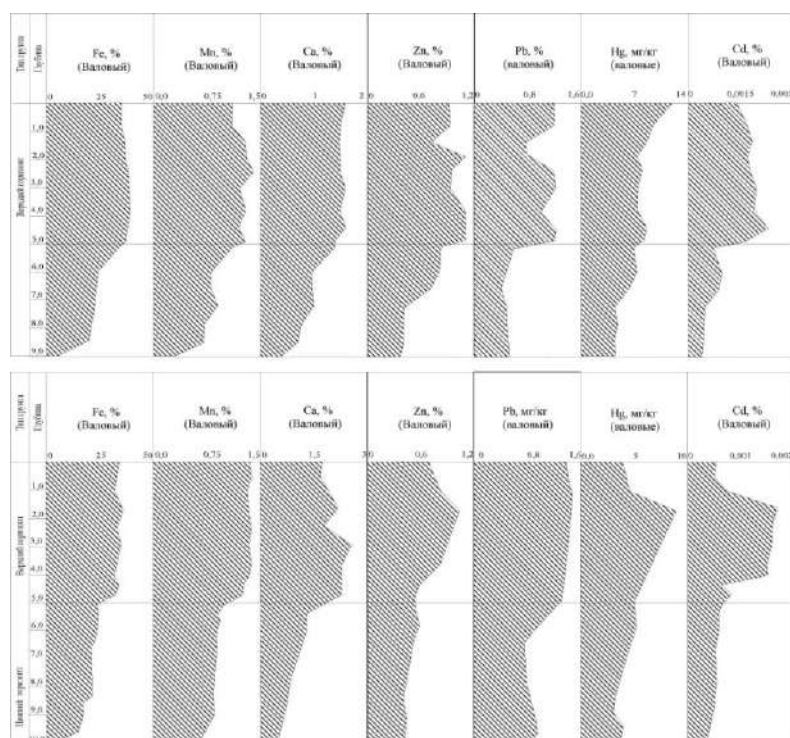 Тип грунта Глубина Fe, % (Валовый) Mn, % (Валовый) Ca, % (Валовый) Zn, % (Валовый) Pb, % (валовый) Hg, мг/кг (валовые) Cd, % (Валовый)
0 25 50 0,0 0,75 1,5 0 1 2 0 0,6 1,2 0 0,8 1,6 0,0 7 14 0 0,0015 0,003
Верхний горизонт
1,0
2,0
3,0
4,0
5,0
6,0
7,0
8,0
9,0
Тип грунта Глубина Fe, % (Валовый) Mn, % (Валовый) Ca, % (Валовый) Zn, % (Валовый) Pb, мг/кг (валовый) Hg, мг/кг (валовые) Cd, % (Валовый)
0 25 50 0,0 0,75 1,5 0 1,5 3 0 0,6 1,2 0 0,8 1,6 0,0 5 10 0 0,001 0,002
Верхний горизонт
1,0
2,0
3,0
4,0
5,0
6,0
7,0
8,0
9,0
Нижний горизонт